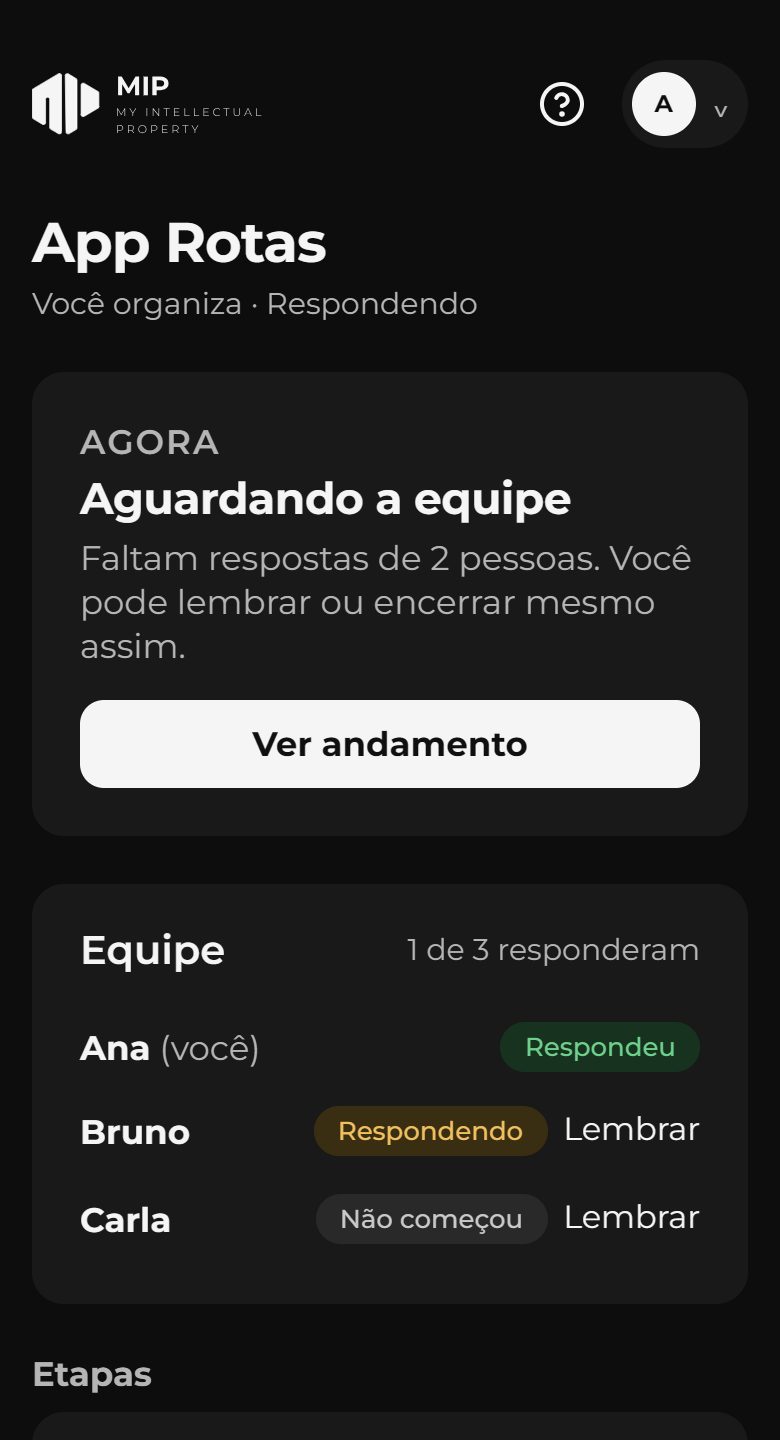 MIP
MY INTELLECTUAL
PROPERTY
A
v
App Rotas
Você organiza · Respondendo
AGORA
Aguardando a equipe
Faltam respostas de 2 pessoas. Você
pode lembrar ou encerrar mesmo
assim.
Ver andamento
Equipe
1 de 3 responderam
Ana (você)
Respondeu
Bruno
Respondendo
Lembrar
Carla
Não começou
Lembrar
Etapas